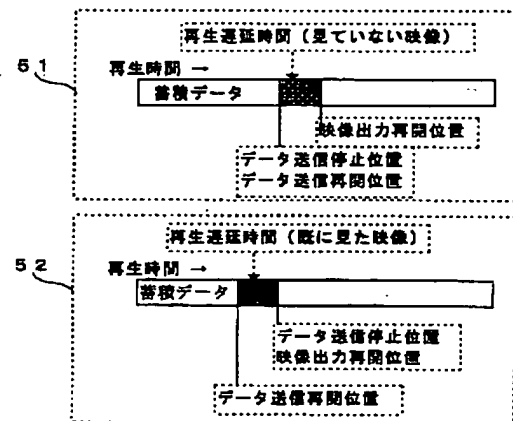 51
再生遅延時間（見ていない映像）
再生時間 →
蓄積データ
映像出力再開位置
データ送信停止位置
データ送信再開位置
52
再生遅延時間（既に見た映像）
再生時間 →
蓄積データ
データ送信停止位置
映像出力再開位置
データ送信再開位置